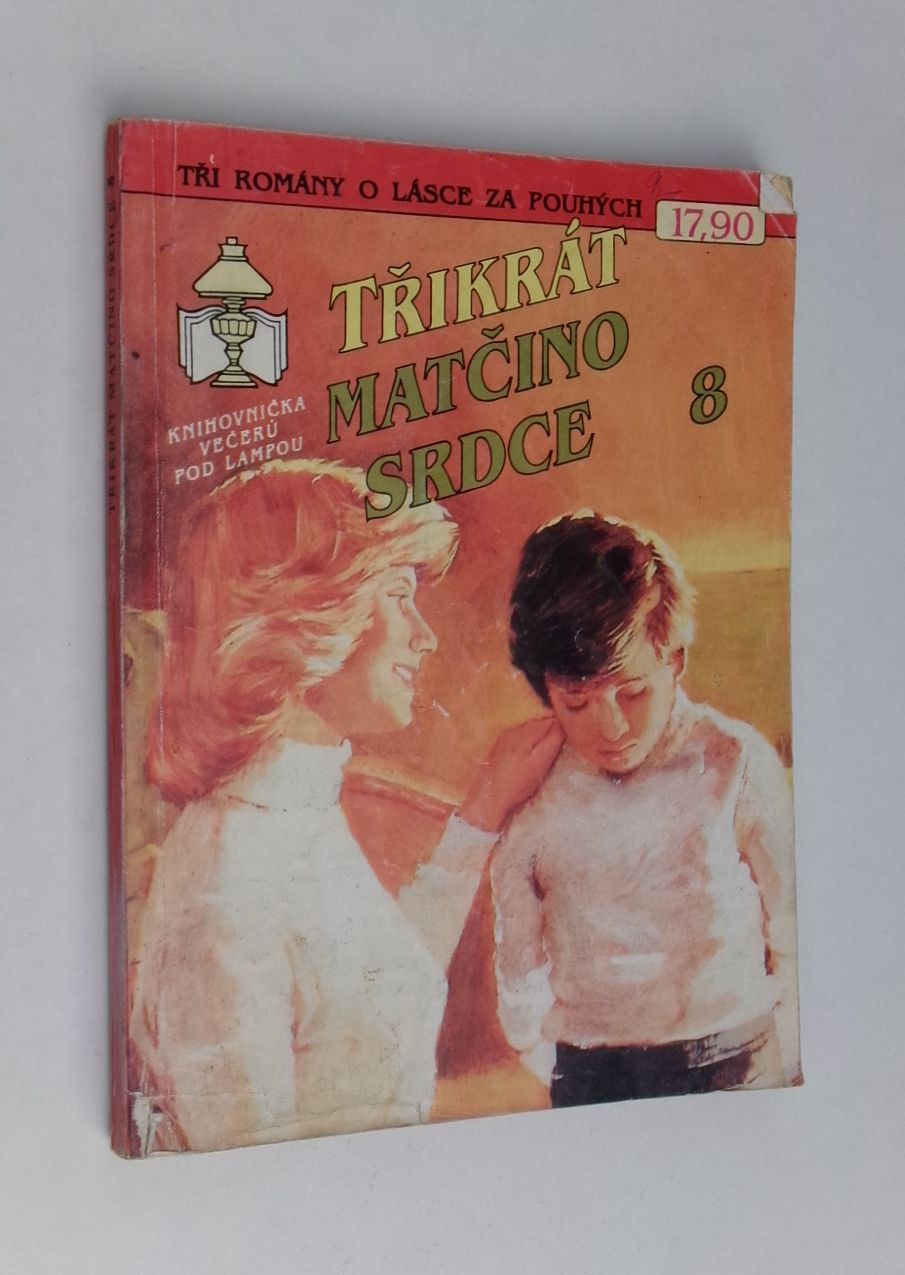 TŘI ROMÁNY O LÁSCE ZA POUHÝCH
17,90
9,-
TŘIKRÁT
MATČINO
SRDCE
8
KNIHOVNIČKA
VEČERŮ
POD LAMPOU
TŘIKRÁT MATČINO SRDCE 8